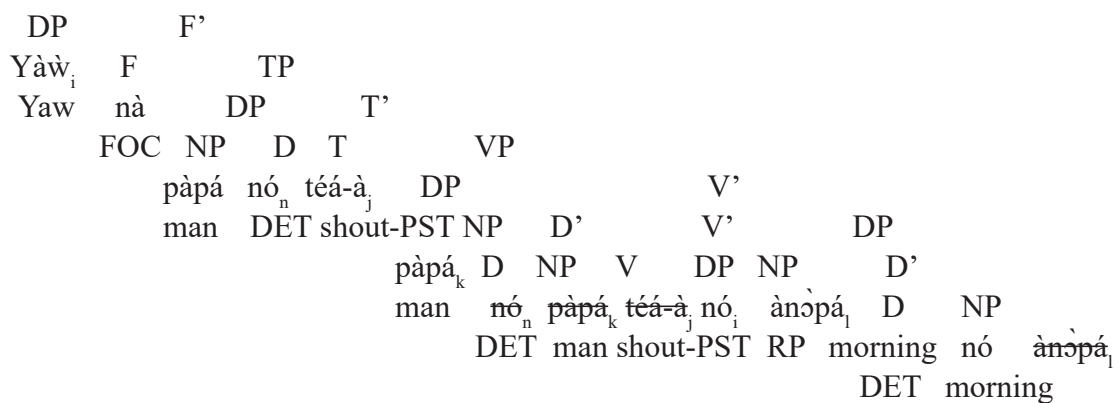 DP F’
Yàẁᵢ F TP
Yaw nà DP T’
FOC NP D T VP
pàpá nóₙ téá-àⱼ DP V’
man DET shout-PST NP D’ V’ DP
pàpáₖ D NP V DP NP D’
man nóₙ pàpáₖ téá-àⱼ nóᵢ ànɔ̀páₗ D NP
DET man shout-PST RP morning nó ànɔ̀páₗ
DET morning